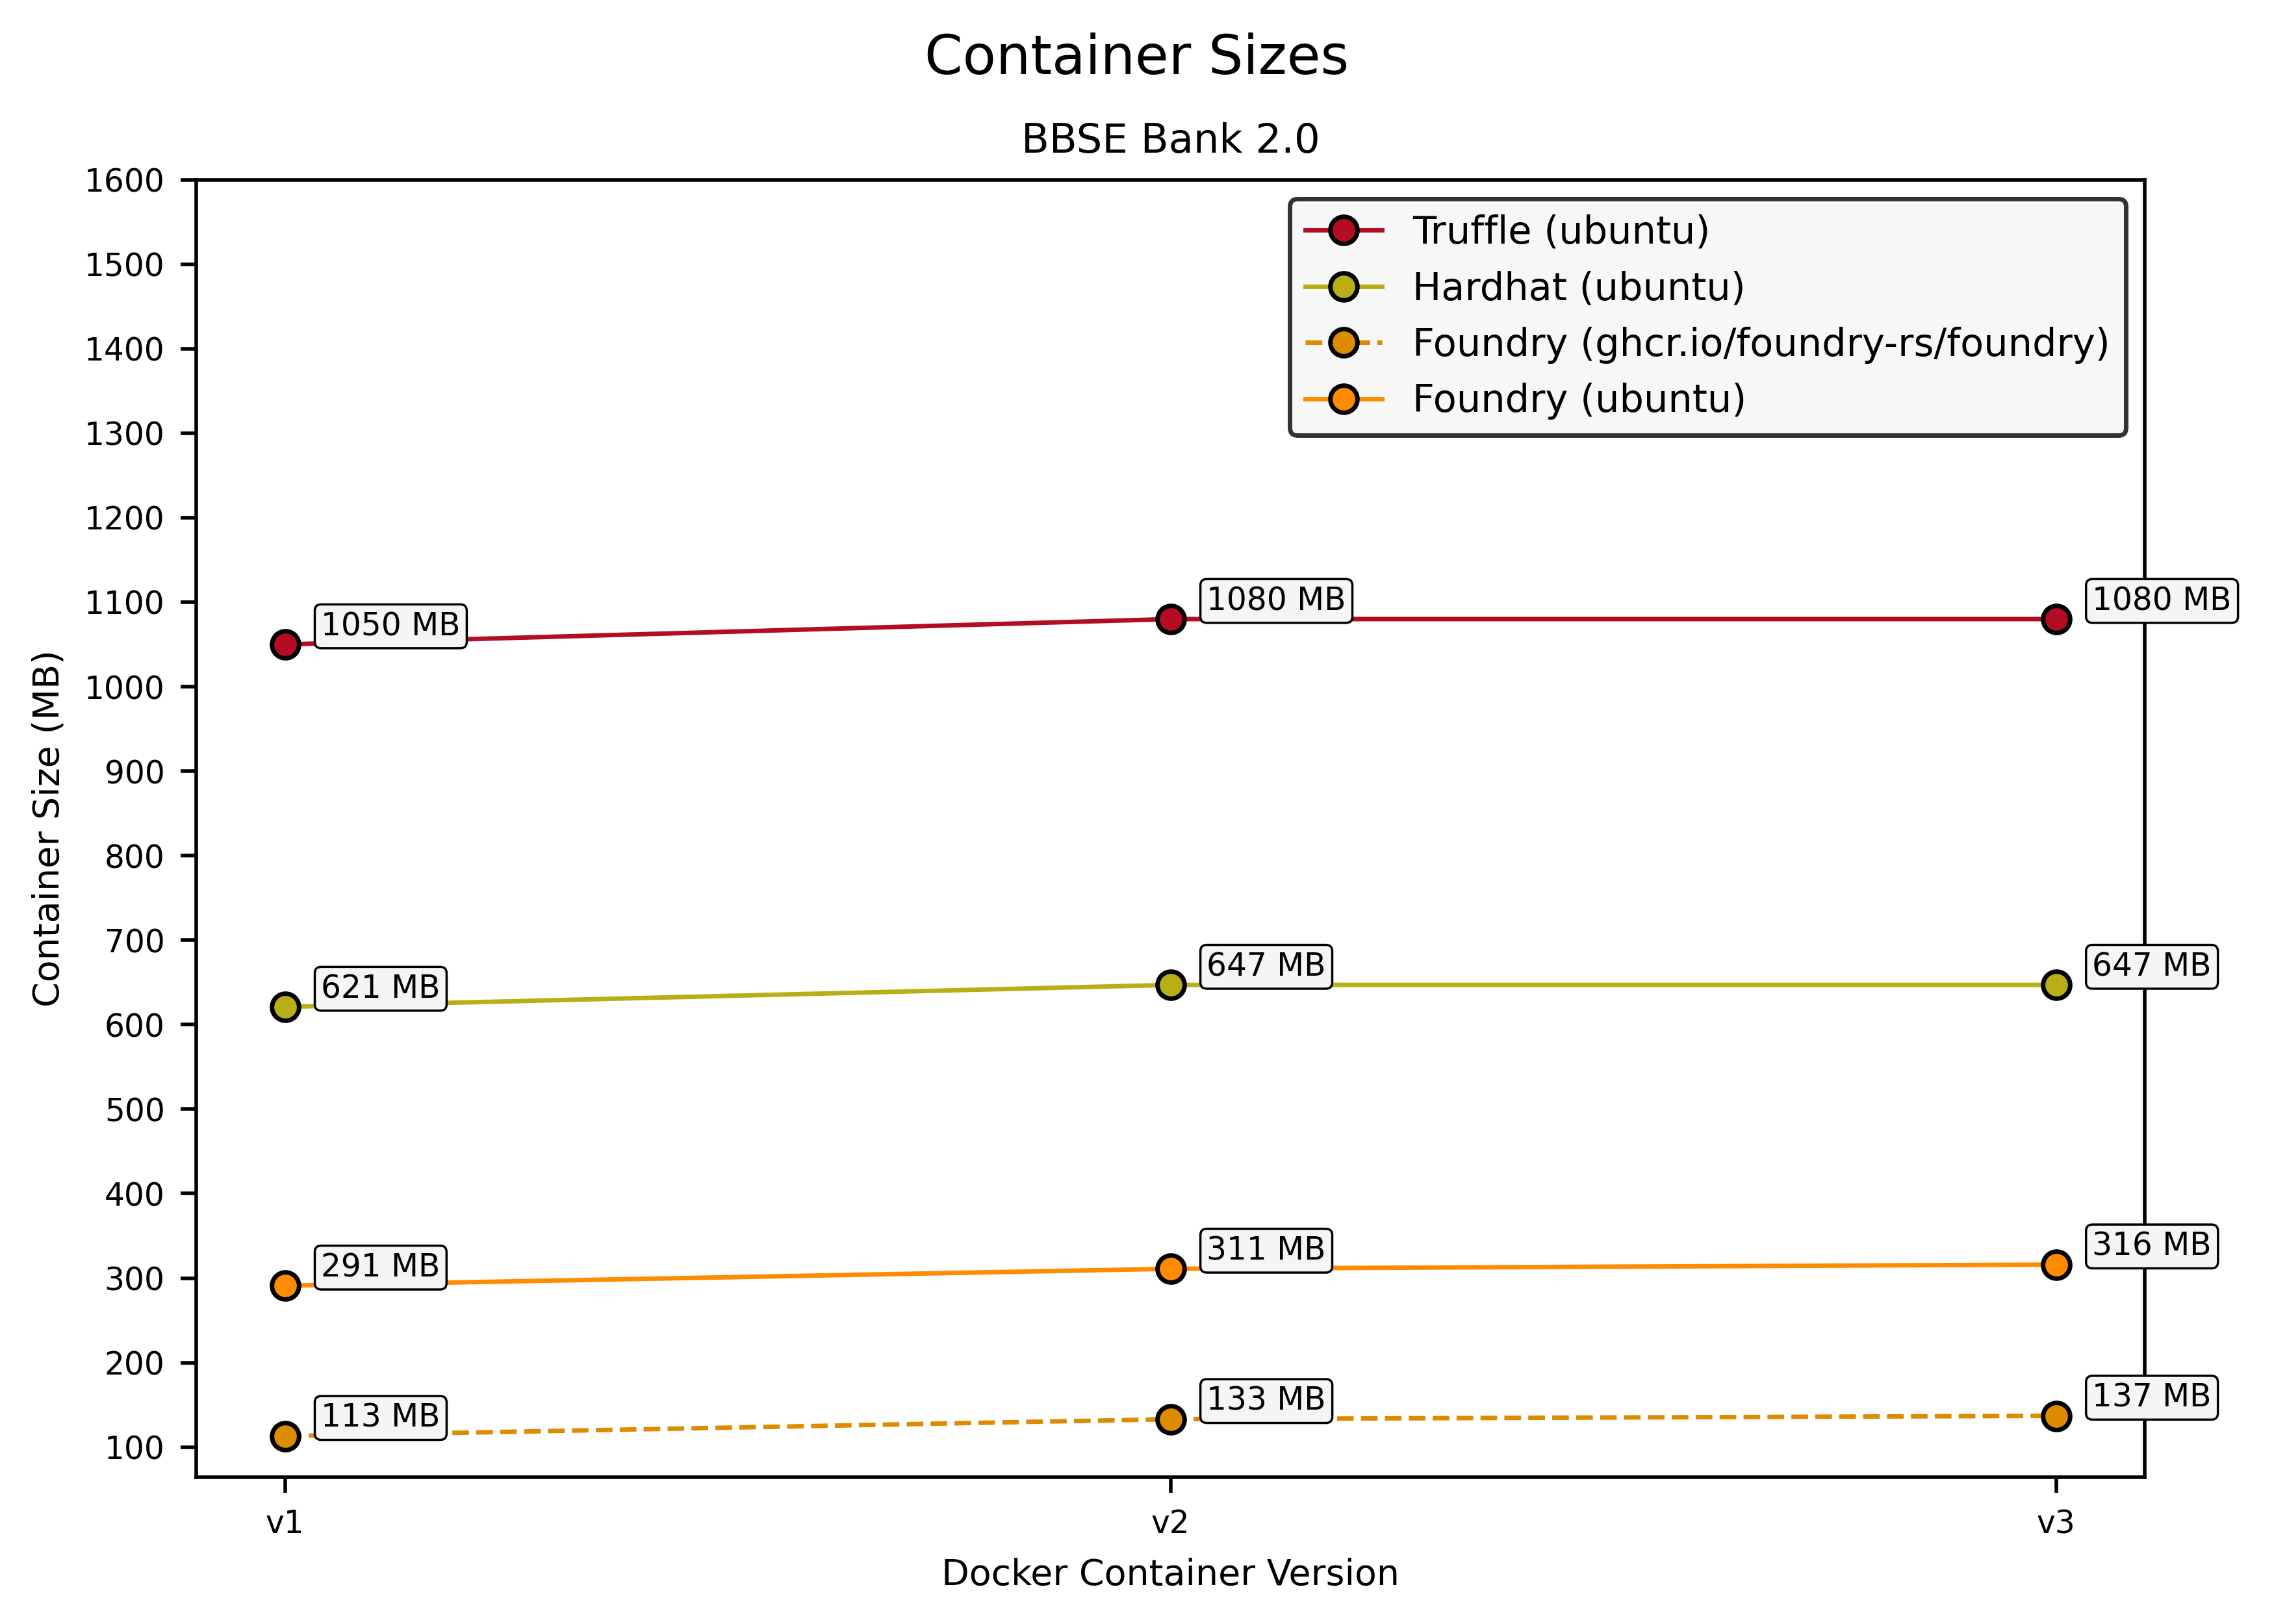 Container Sizes
BBSE Bank 2.0
1600
1500
1400
1300
1200
1100
1000
900
800
700
600
500
400
300
200
100
Container Size (MB)
Truffle (ubuntu)
Hardhat (ubuntu)
Foundry (ghcr.io/foundry-rs/foundry)
Foundry (ubuntu)
1050 MB
1080 MB
1080 MB
621 MB
647 MB
647 MB
291 MB
311 MB
316 MB
113 MB
133 MB
137 MB
v1
v2
v3
Docker Container Version